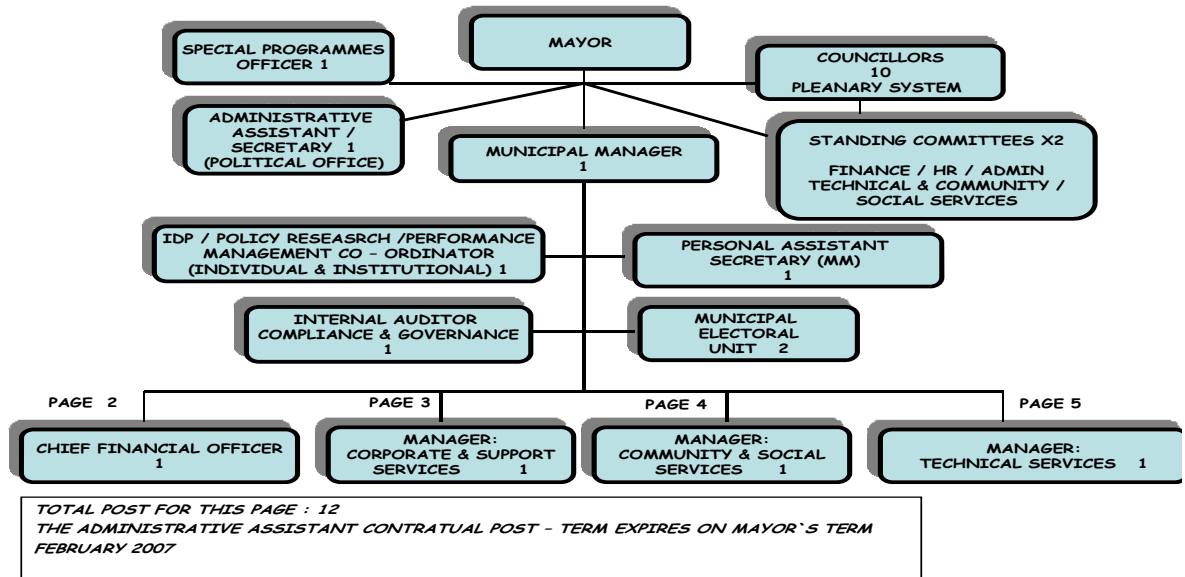 SPECIAL PROGRAMMES
OFFICER 1
MAYOR
COUNCILLORS
10
PLEANARY SYSTEM
ADMINISTRATIVE
ASSISTANT /
SECRETARY 1
(POLITICAL OFFICE)
MUNICIPAL MANAGER
1
STANDING COMMITTEES X2
FINANCE / HR / ADMIN
TECHNICAL & COMMUNITY /
SOCIAL SERVICES
IDP / POLICY RESEASRCH /PERFORMANCE
MANAGEMENT CO - ORDINATOR
(INDIVIDUAL & INSTITUTIONAL) 1
PERSONAL ASSISTANT
SECRETARY (MM)
1
INTERNAL AUDITOR
COMPLIANCE & GOVERNANCE
1
MUNICIPAL
ELECTORAL
UNIT 2
PAGE 2
PAGE 3
PAGE 4
PAGE 5
CHIEF FINANCIAL OFFICER
1
MANAGER:
CORPORATE & SUPPORT
SERVICES 1
MANAGER:
COMMUNITY & SOCIAL
SERVICES 1
MANAGER:
TECHNICAL SERVICES 1
TOTAL POST FOR THIS PAGE : 12
THE ADMINISTRATIVE ASSISTANT CONTRATUAL POST - TERM EXPIRES ON MAYOR`S TERM
FEBRUARY 2007